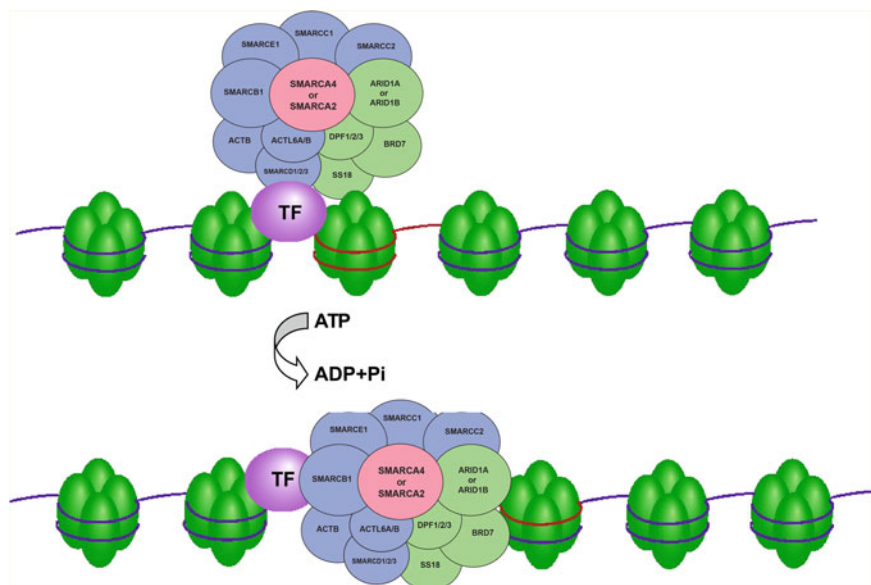 SMARCC1
SMARCE1
SMARCC2
SMARCB1
SMARCA4
or
SMARCA2
ARID1A
or
ARID1B
ACTB
ACTL6A/B
DPF1/2/3
BRD7
SMARCD1/2/3
SS18
TF
ATP
ADP+Pi
SMARCC1
SMARCE1
SMARCC2
TF
SMARCB1
SMARCA4
or
SMARCA2
ARID1A
or
ARID1B
ACTB
ACTL6A/B
DPF1/2/3
BRD7
SMARCD1/2/3
SS18